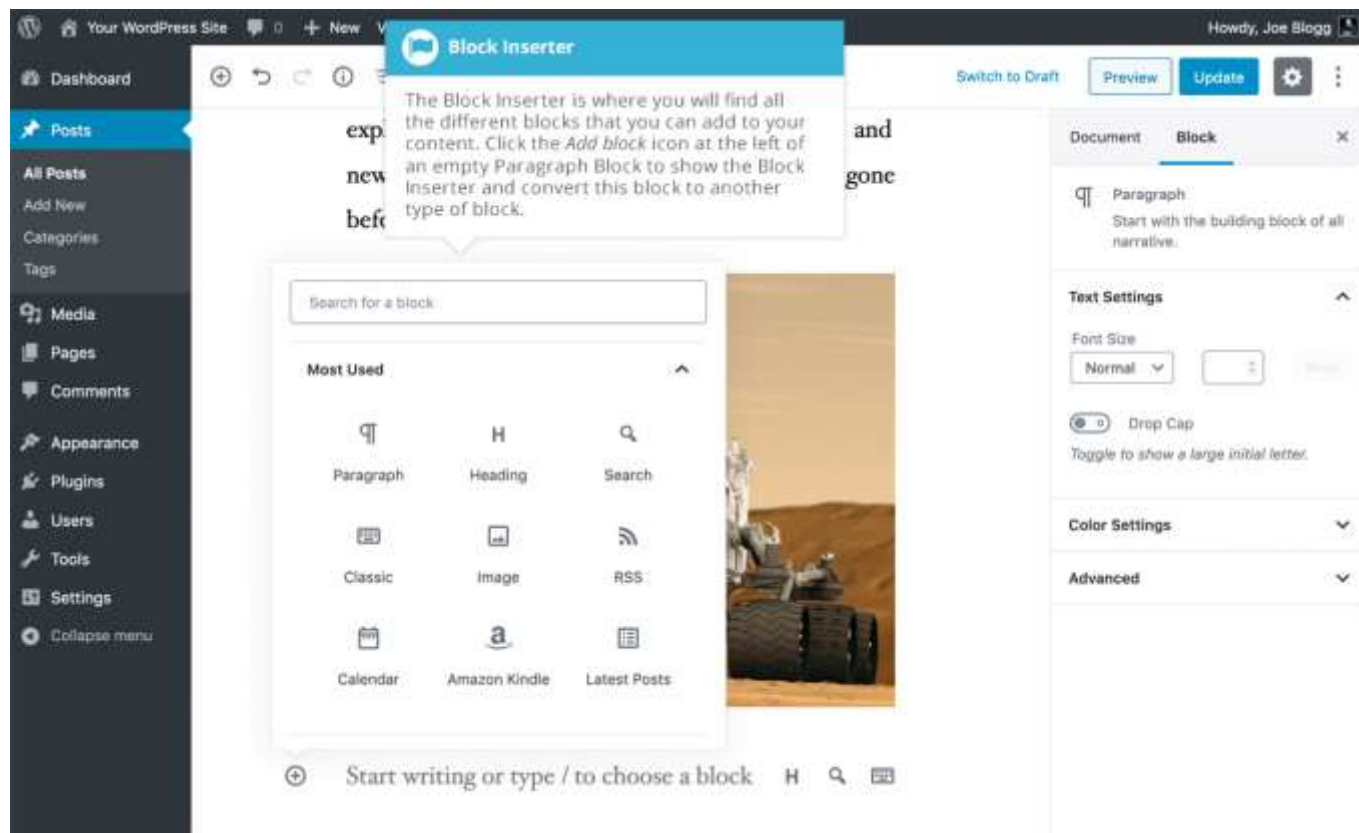 Your WordPress Site 0 New V Howdy, Joe Blogg
Dashboard
Posts
All Posts
Add New
Categories
Tags
Media
Pages
Comments
Appearance
Plugins
Users
Tools
Settings
Collapse menu
Switch to Draft Preview Update
Block Inserter
The Block Inserter is where you will find all
the different blocks that you can add to your
content. Click the Add block icon at the left of
an empty Paragraph Block to show the Block
Inserter and convert this block to another
type of block.
exp and
new gone
befo
Search for a block
Most Used
Paragraph Heading Search
Classic Image RSS
Calendar Amazon Kindle Latest Posts
Start writing or type / to choose a block H
Document Block
Paragraph
Start with the building block of all
narrative.
Text Settings
Font Size
Normal
Drop Cap
Toggle to show a large initial letter.
Color Settings
Advanced